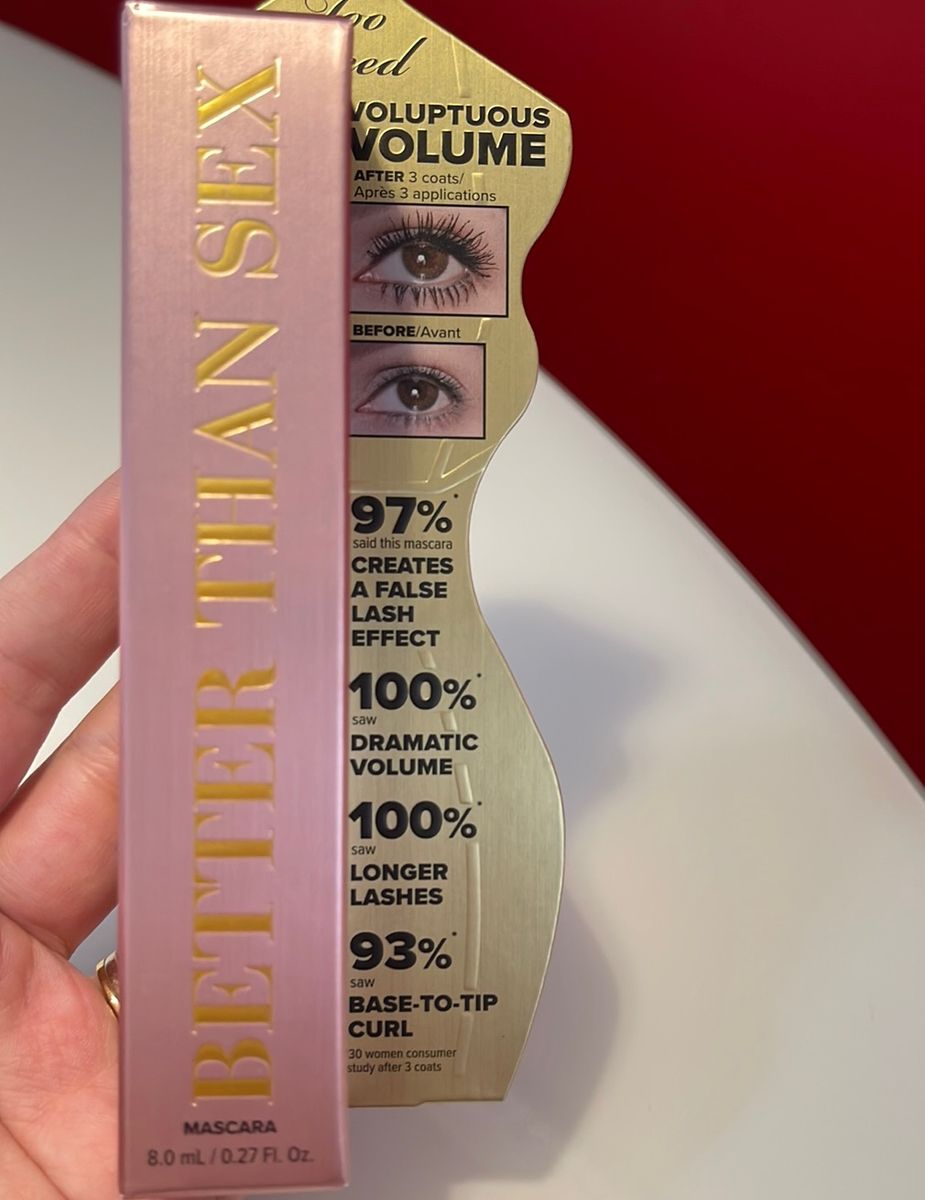 BETTER THAN SEX
MASCARA
8.0 mL / 0.27 Fl. Oz.
Too
VOLUPTUOUS
VOLUME
AFTER 3 coats/
Après 3 applications
BEFORE/Avant
97%*
said this mascara
CREATES
A FALSE
LASH
EFFECT
100%*
saw
DRAMATIC
VOLUME
100%*
saw
LONGER
LASHES
93%*
saw
BASE-TO-TIP
CURL
30 women consumer
study after 3 coats